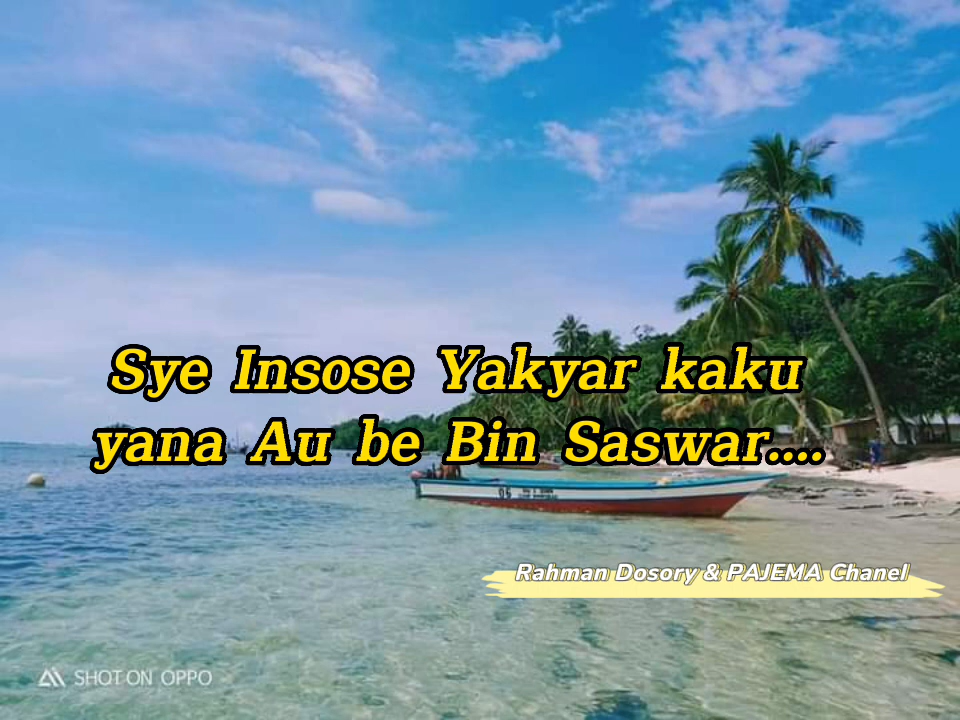 Sye Insose Yakyar kaku
yana Au be Bin Saswar....
Rahman Dosory & PAJEMA Chanel
SHOT ON OPPO